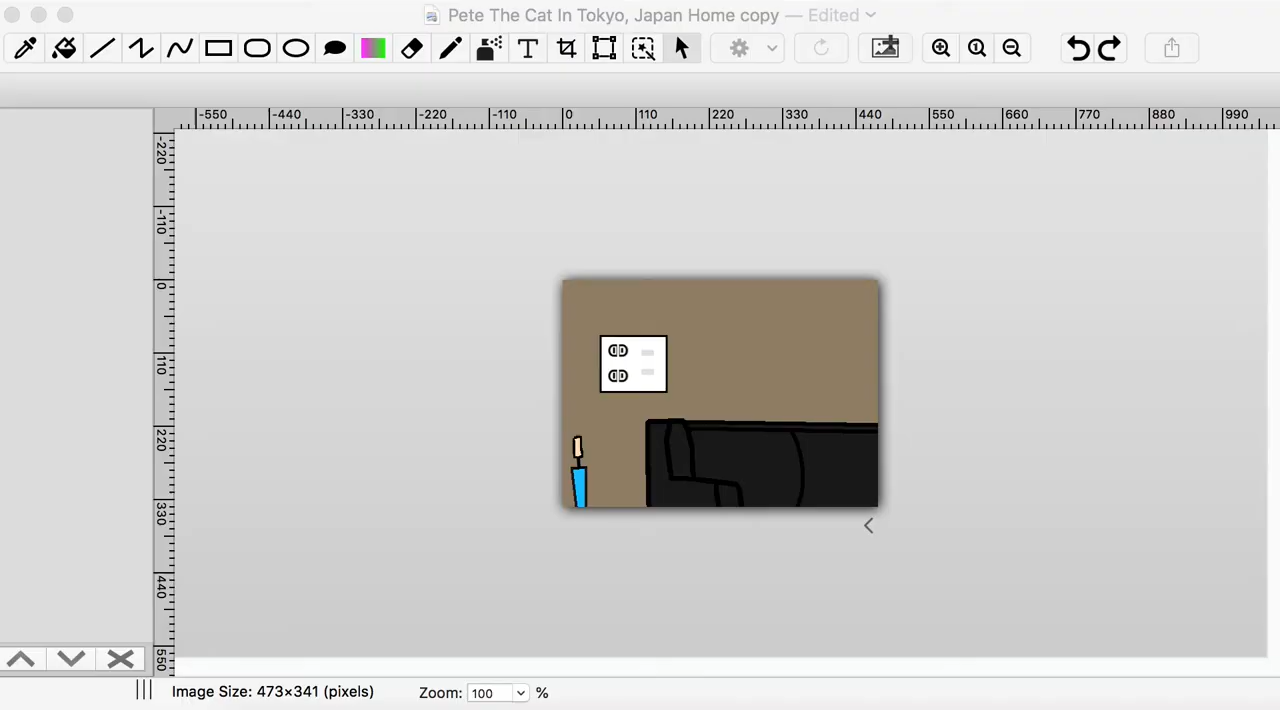 Pete The Cat In Tokyo, Japan Home copy — Edited
T
1
-550 -440 -330 -220 -110 0 110 220 330 440 550 660 770 880 990
-220
-110
0
110
220
330
440
550
Image Size: 473×341 (pixels) Zoom: 100 %